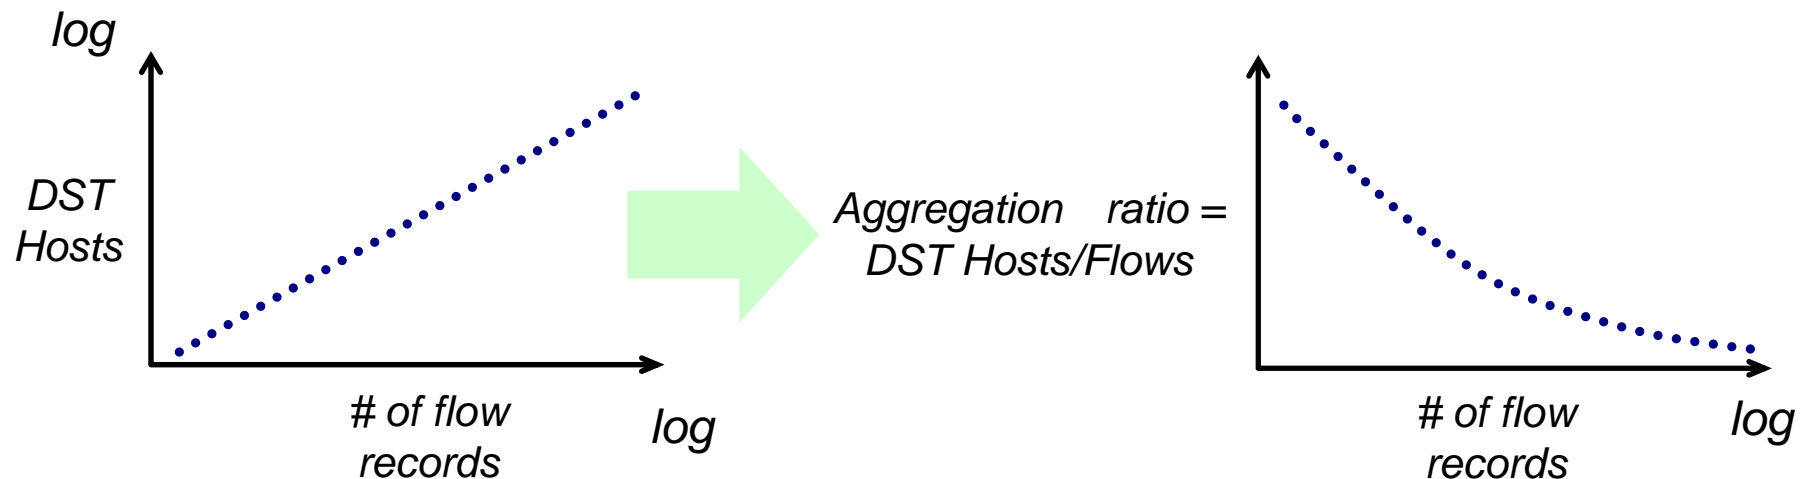 log
DST
Hosts
# of flow
records
log
Aggregation ratio =
DST Hosts/Flows
# of flow
records
log